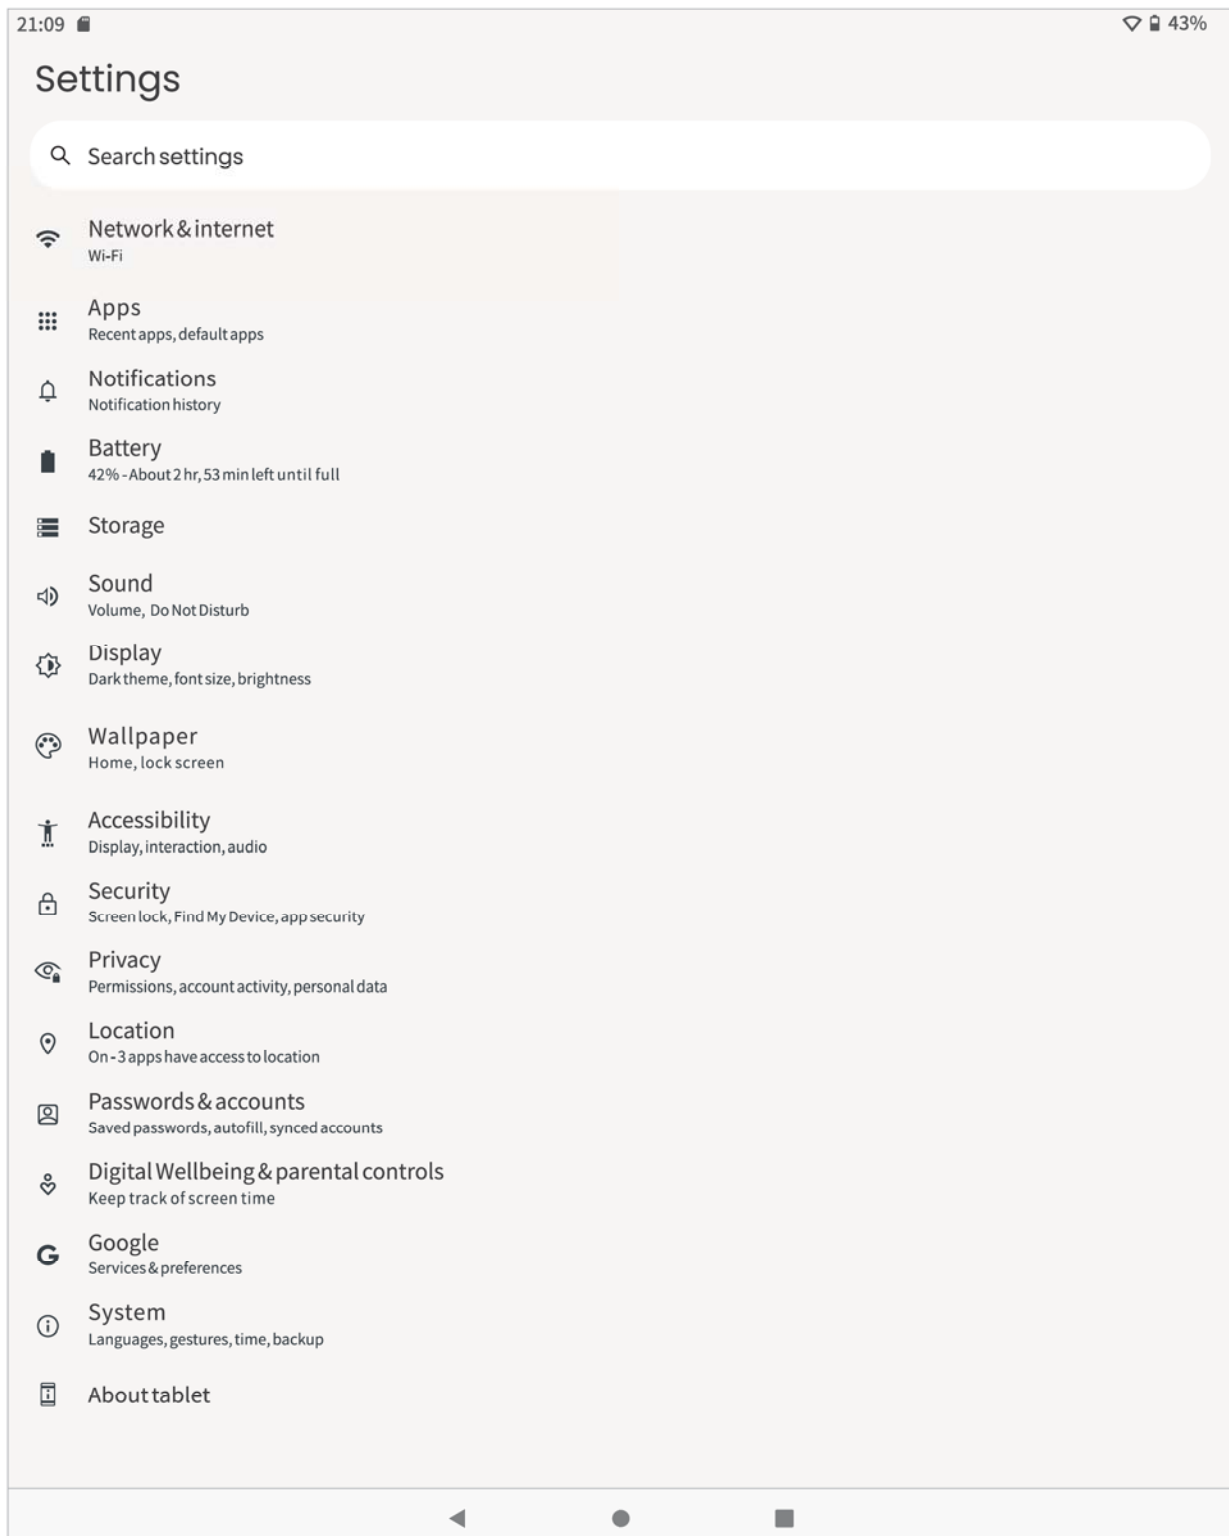 21:09
43%
Settings
Search settings
Network & internet
Wi-Fi
Apps
Recent apps, default apps
Notifications
Notification history
Battery
42% - About 2 hr, 53 min left until full
Storage
Sound
Volume, Do Not Disturb
Display
Dark theme, font size, brightness
Wallpaper
Home, lock screen
Accessibility
Display, interaction, audio
Security
Screen lock, Find My Device, app security
Privacy
Permissions, account activity, personal data
Location
On - 3 apps have access to location
Passwords & accounts
Saved passwords, autofill, synced accounts
Digital Wellbeing & parental controls
Keep track of screen time
Google
Services & preferences
System
Languages, gestures, time, backup
About tablet